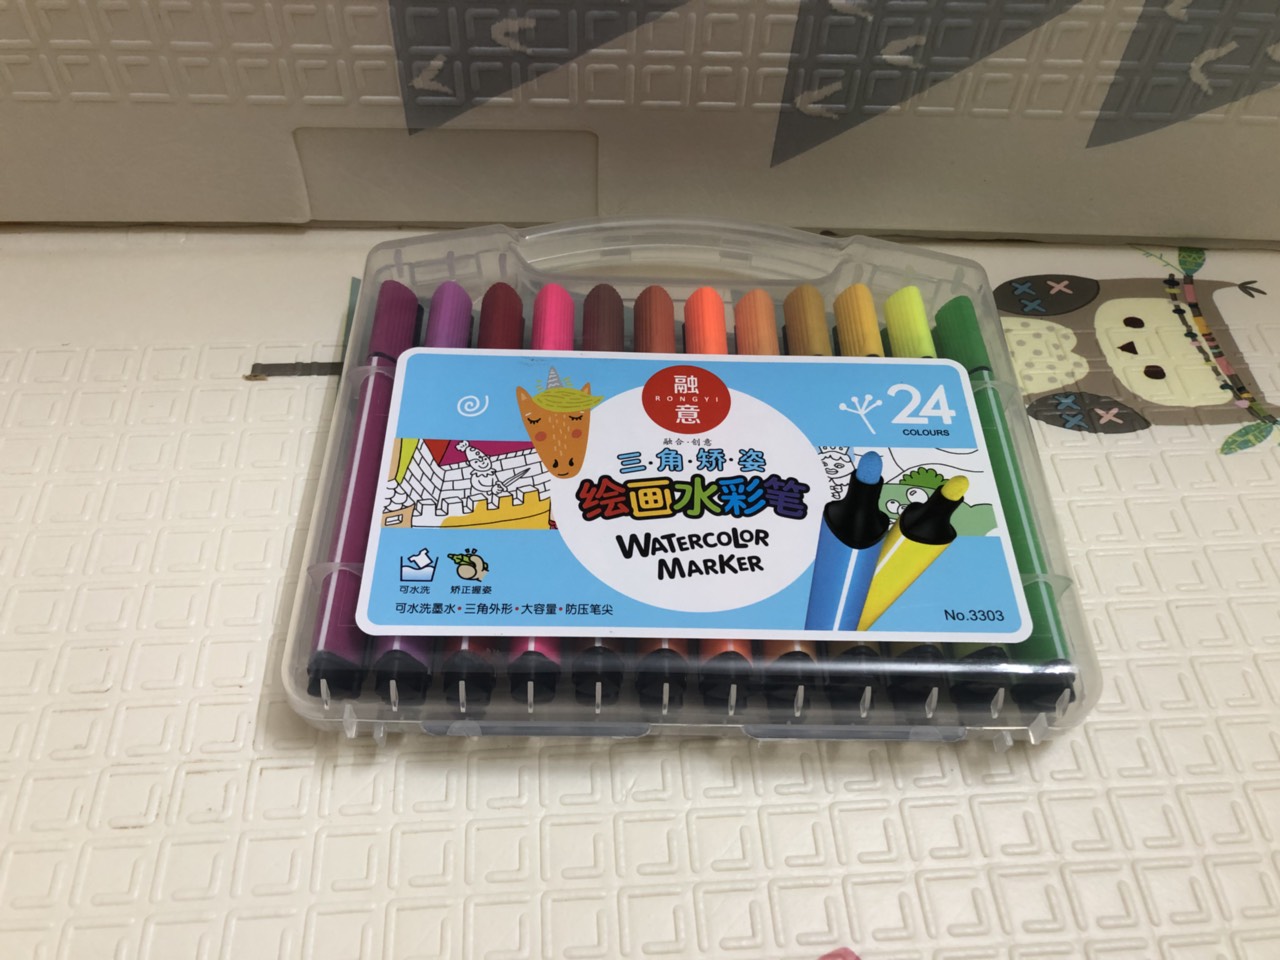 融
RONGYI
意
融合·创意
24
COLOURS
三·角·矫·姿
绘画水彩笔
WATERCOLOR
MARKER
可水洗
矫正握姿
可水洗墨水·三角外形·大容量·防压笔尖
No.3303